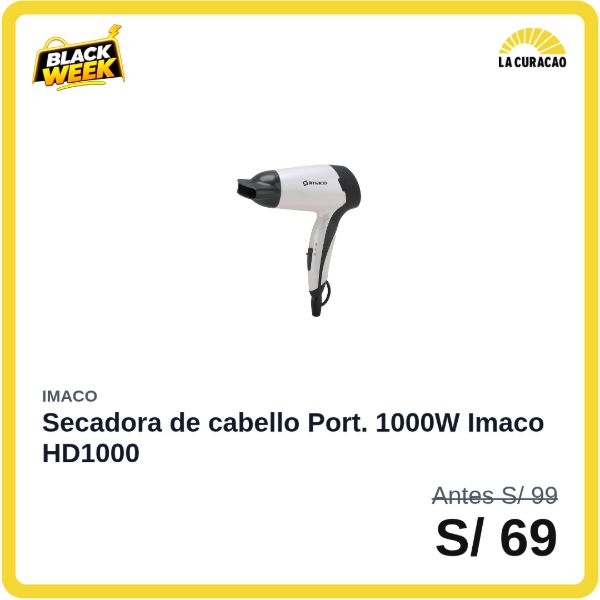 BLACK
WEEK
LA CURACAO
imaco
IMACO
Secadora de cabello Port. 1000W Imaco
HD1000
Antes S/ 99
S/ 69